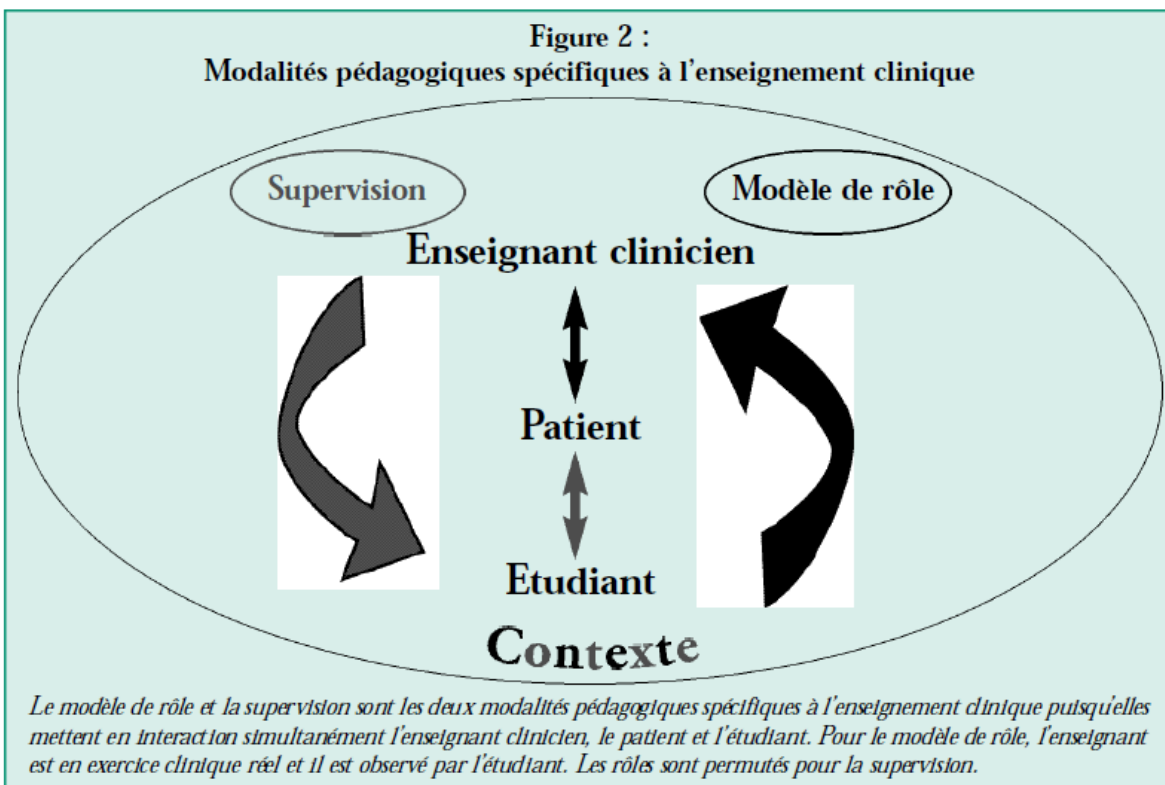 Figure 2 :
Modalités pédagogiques spécifiques à l'enseignement clinique
Supervision
Modèle de rôle
Enseignant clinicien
Patient
Etudiant
Contexte
Le modèle de rôle et la supervision sont les deux modalités pédagogiques spécifiques à l'enseignement clinique puisqu'elles
mettent en interaction simultanément l'enseignant clinicien, le patient et l'étudiant. Pour le modèle de rôle, l'enseignant
est en exercice clinique réel et il est observé par l'étudiant. Les rôles sont permutés pour la supervision.